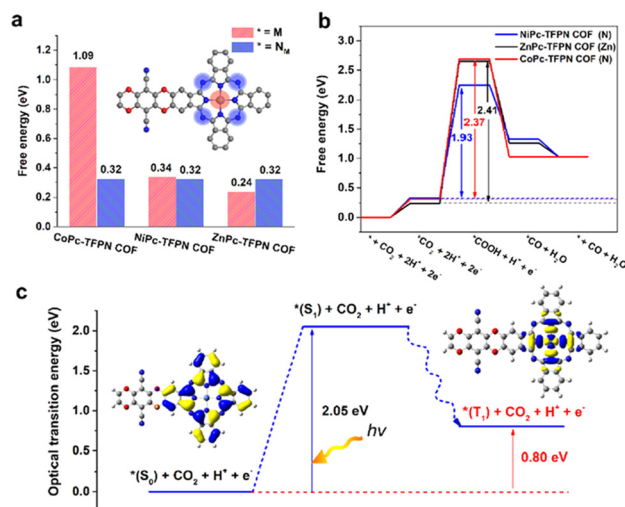 a
* = M
* = N_M
Free energy (eV)
1.2
1.0
0.8
0.6
0.4
0.2
0.0
1.09
0.32
0.34
0.32
0.24
0.32
CoPc-TFPN COF
NiPc-TFPN COF
ZnPc-TFPN COF
b
NiPc-TFPN COF (N)
ZnPc-TFPN COF (Zn)
CoPc-TFPN COF (N)
Free energy (eV)
3.0
2.5
2.0
1.5
1.0
0.5
0.0
1.93
2.37
2.41
* + CO₂ + 2H⁺ + 2e⁻
*CO₂ + 2H⁺ + 2e⁻
*COOH + H⁺ + e⁻
*CO + H₂O
* + CO + H₂O
c
Optical transition energy (eV)
2.0
1.5
1.0
0.5
0.0
*(S₁) + CO₂ + H⁺ + e⁻
2.05 eV
hv
*(S₀) + CO₂ + H⁺ + e⁻
*(T₁) + CO₂ + H⁺ + e⁻
0.80 eV